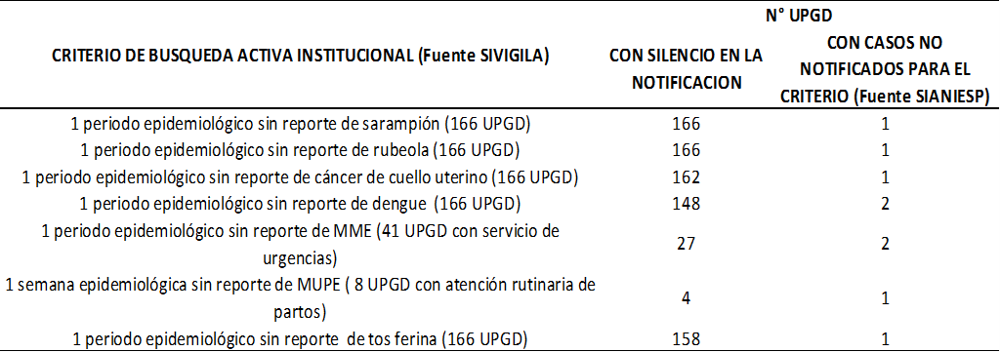 N° UPGD
CRITERIO DE BUSQUEDA ACTIVA INSTITUCIONAL (Fuente SIVIGILA)
CON SILENCIO EN LA
NOTIFICACION
CON CASOS NO
NOTIFICADOS PARA EL
CRITERIO (Fuente SIANIESP)
1 periodo epidemiológico sin reporte de sarampión (166 UPGD) 166 1
1 periodo epidemiológico sin reporte de rubeola (166 UPGD) 166 1
1 periodo epidemiológico sin reporte de cáncer de cuello uterino (166 UPGD) 162 1
1 periodo epidemiológico sin reporte de dengue (166 UPGD) 148 2
1 periodo epidemiológico sin reporte de MME (41 UPGD con servicio de
urgencias) 27 2
1 semana epidemiológica sin reporte de MUPE ( 8 UPGD con atención rutinaria de
partos) 4 1
1 periodo epidemiológico sin reporte de tos ferina (166 UPGD) 158 1